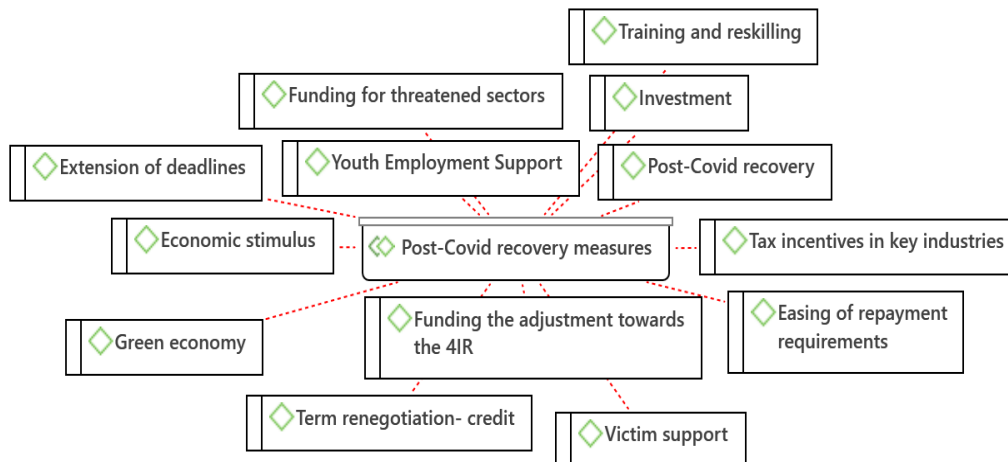 Training and reskilling
Funding for threatened sectors
Investment
Extension of deadlines
Youth Employment Support
Post-Covid recovery
Economic stimulus
Post-Covid recovery measures
Tax incentives in key industries
Green economy
Funding the adjustment towards
the 4IR
Easing of repayment
requirements
Term renegotiation- credit
Victim support